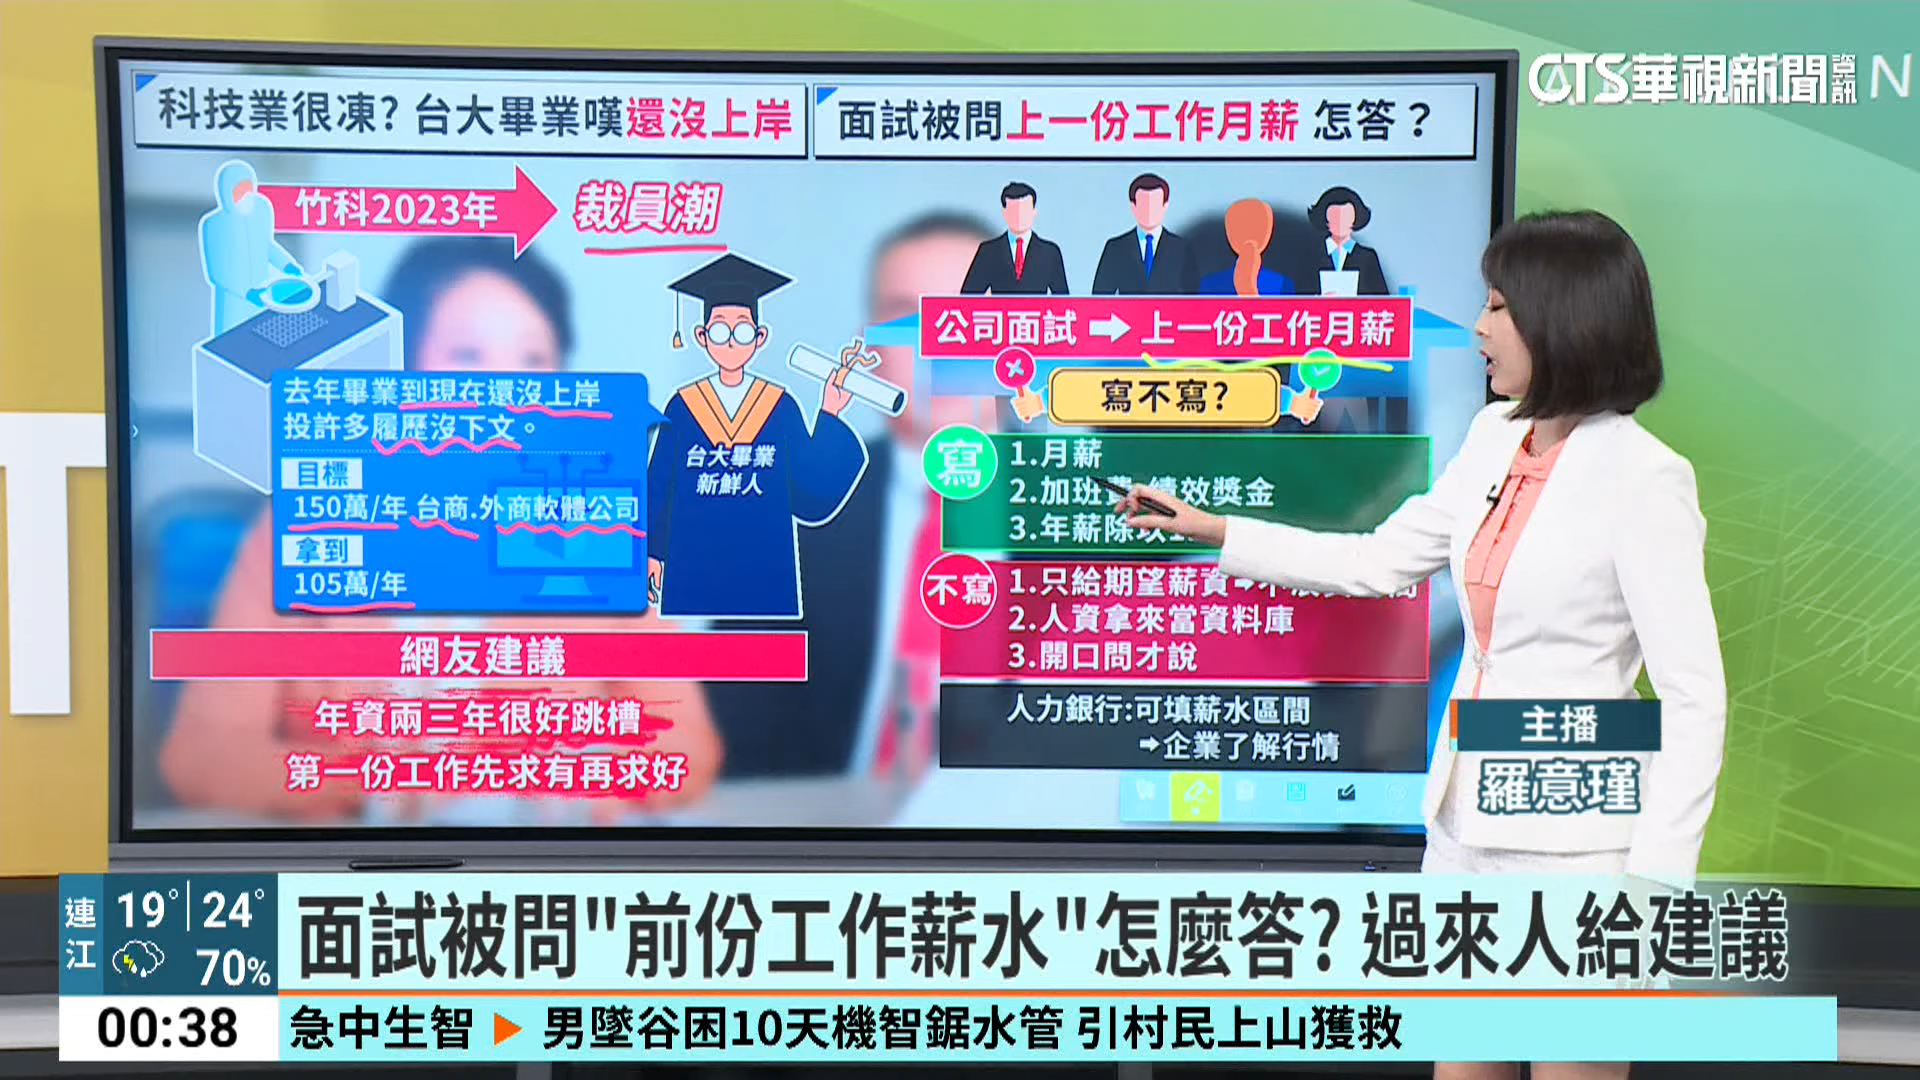 CTS華視新聞資訊
N
T
科技業很凍? 台大畢業嘆還沒上岸
竹科2023年
裁員潮
去年畢業到現在還沒上岸
投許多履歷沒下文。
目標
150萬/年 台商.外商軟體公司
拿到
105萬/年
台大畢業
新鮮人
網友建議
年資兩三年很好跳槽
第一份工作先求有再求好
面試被問上一份工作月薪 怎答？
公司面試➡上一份工作月薪
寫不寫?
寫
1.月薪
2.加班費 績效獎金
3.年薪除以
不寫
1.只給期望薪資➡
2.人資拿來當資料庫
3.開口問才說
人力銀行:可填薪水區間
➡企業了解行情
主播
羅意瑾
連江
19° 24°
70%
面試被問"前份工作薪水"怎麼答? 過來人給建議
00:38
急中生智 ▶ 男墜谷困10天機智鋸水管 引村民上山獲救